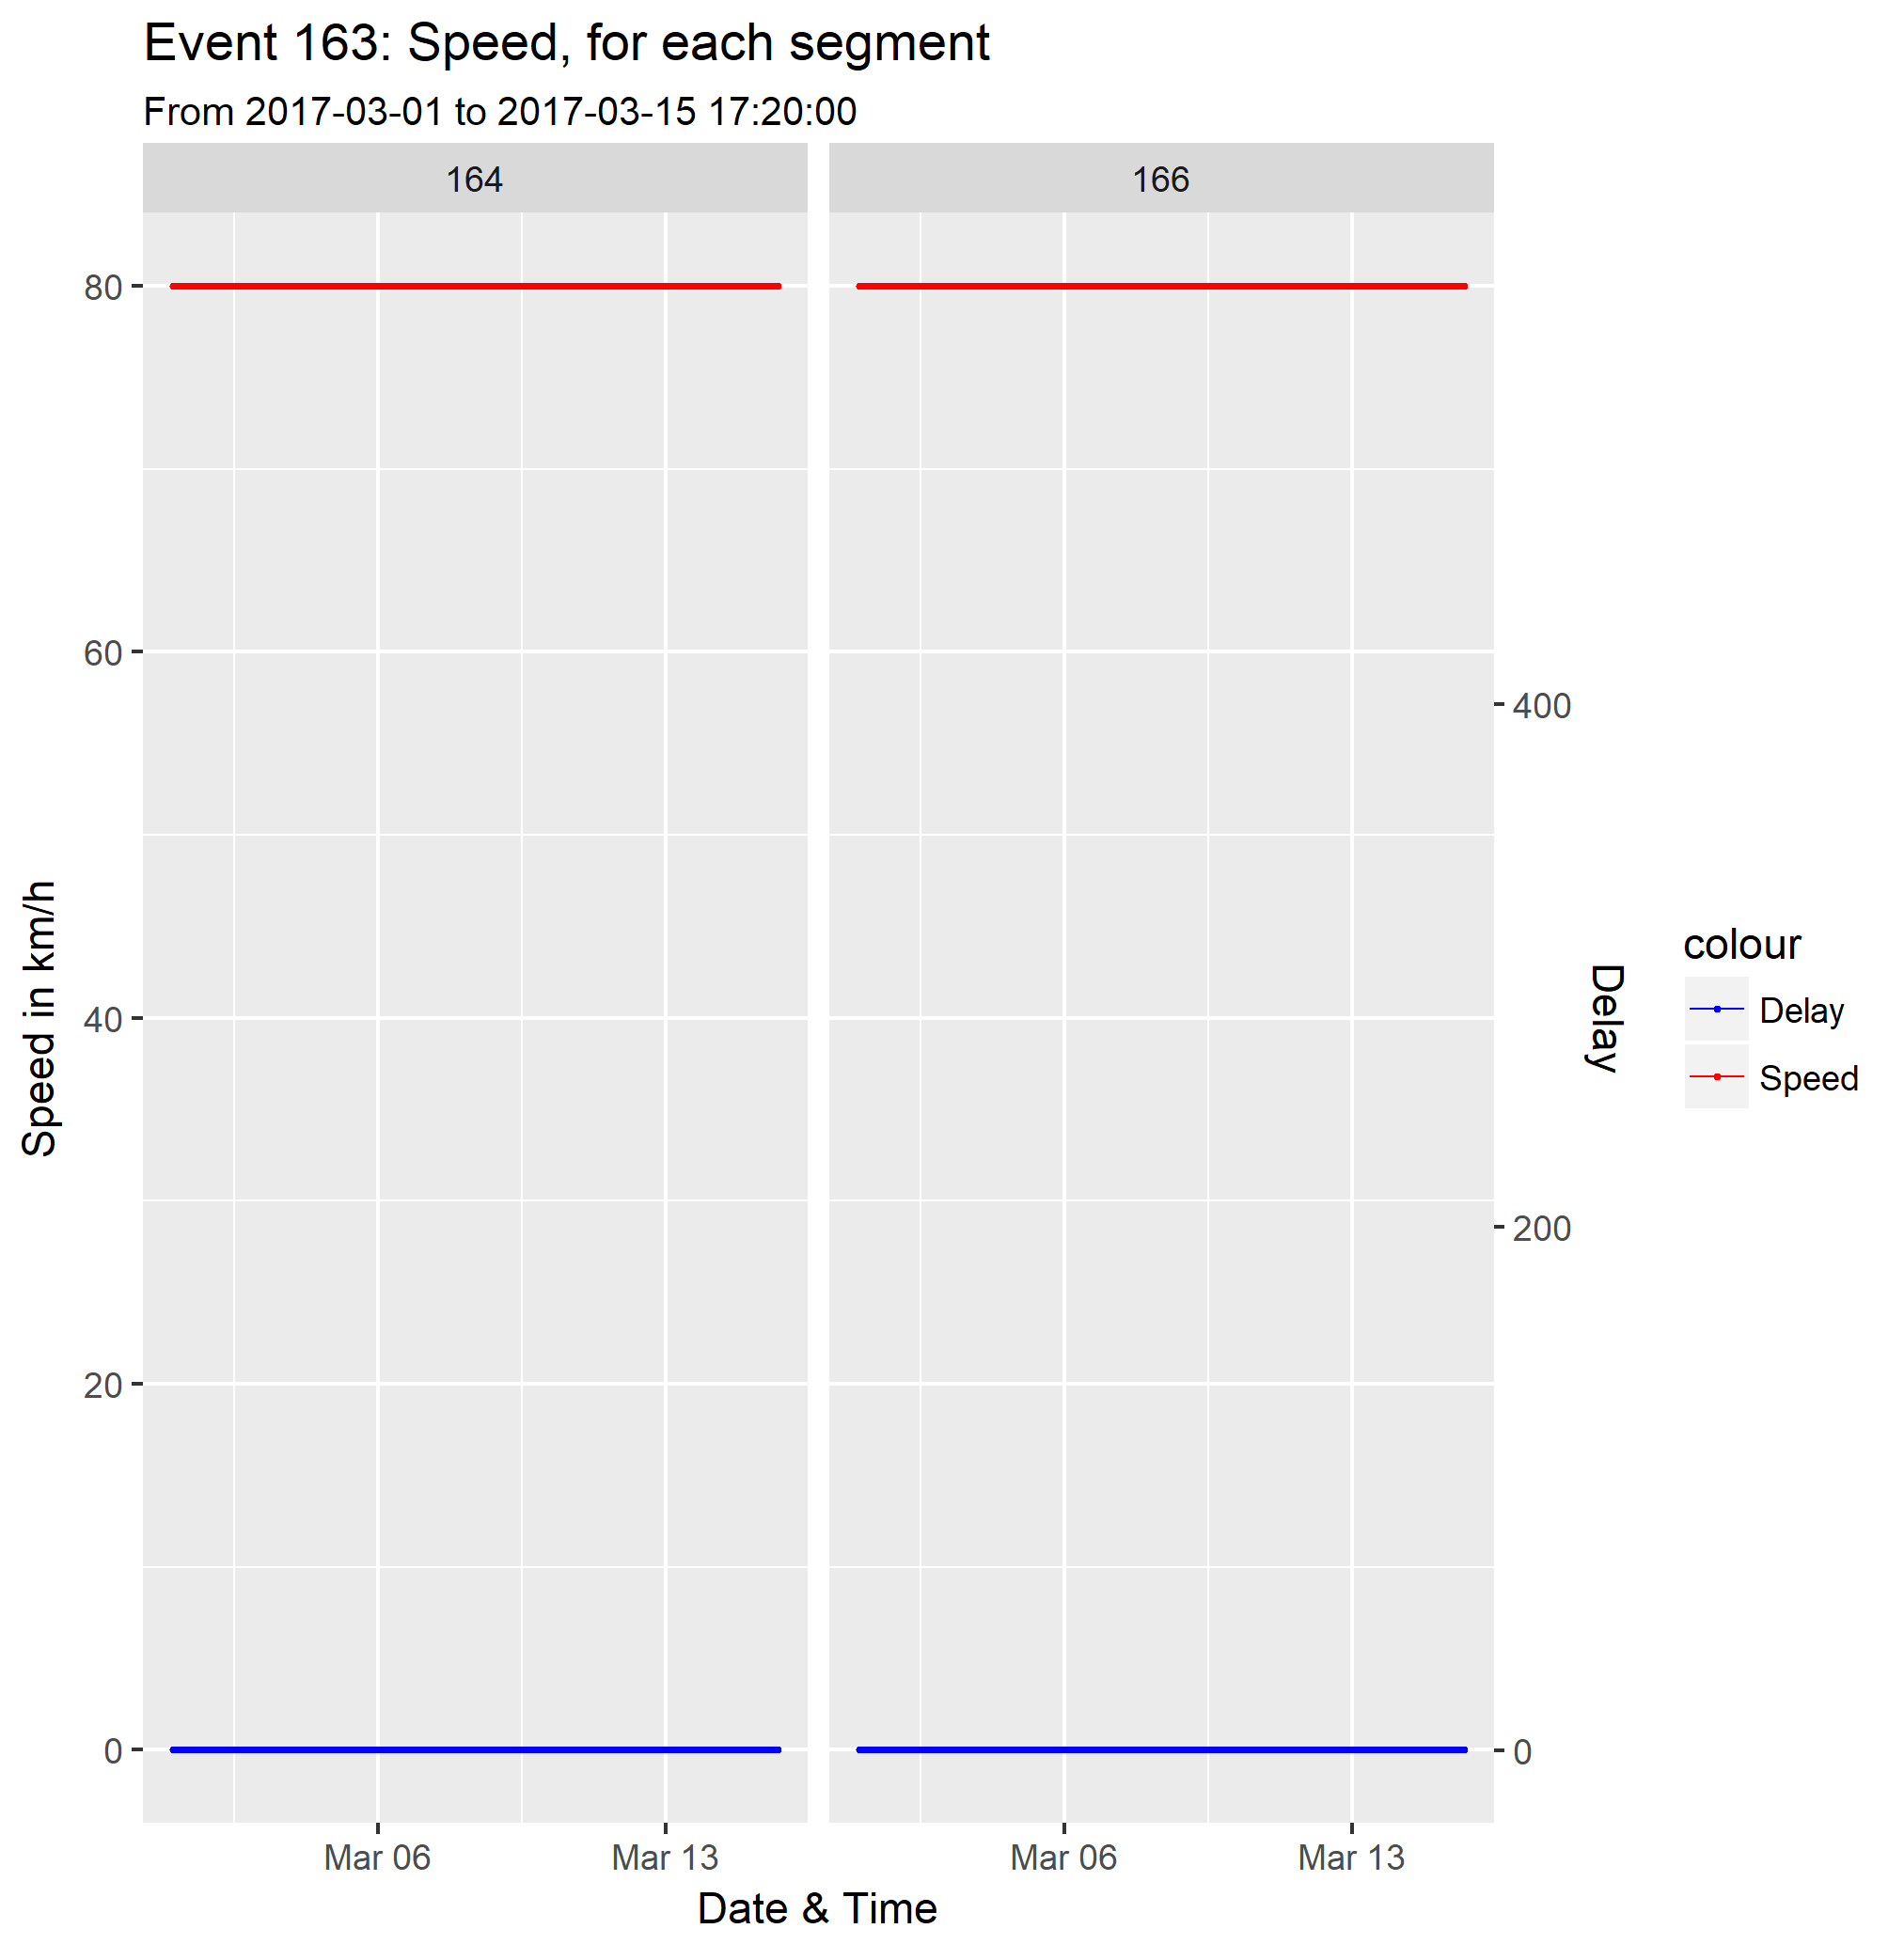 Event 163: Speed, for each segment
From 2017-03-01 to 2017-03-15 17:20:00
164
166
80
60
40
20
0
Speed in km/h
400
200
0
Delay
colour
Delay
Speed
Mar 06
Mar 13
Mar 06
Mar 13
Date & Time